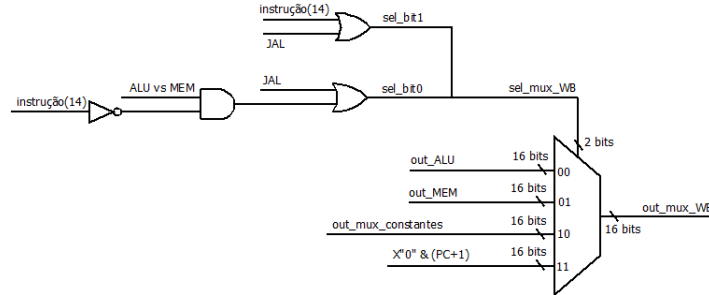 instrução(14)
sel_bit1
JAL
ALU vs MEM
JAL
instrução(14)
sel_bit0
sel_mux_WB
2 bits
out_ALU
16 bits
00
out_MEM
16 bits
01
out_mux_WB
out_mux_constantes
16 bits
10
16 bits
X"0" & (PC+1)
16 bits
11